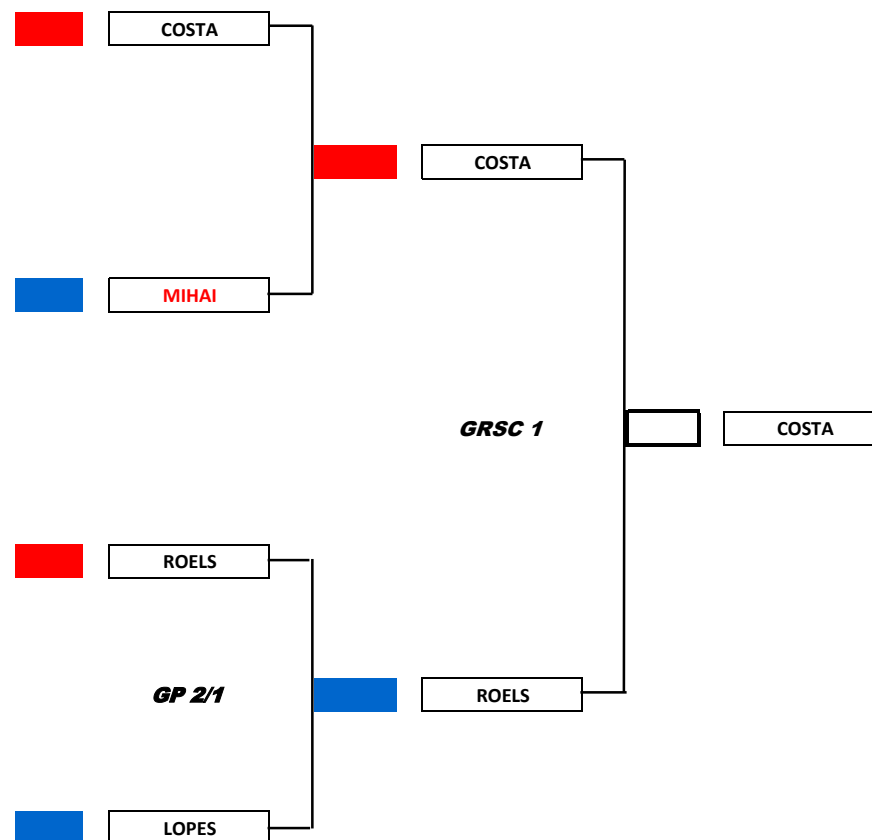 COSTA
COSTA
MIHAI
GRSC 1
COSTA
ROELS
GP 2/1
ROELS
LOPES